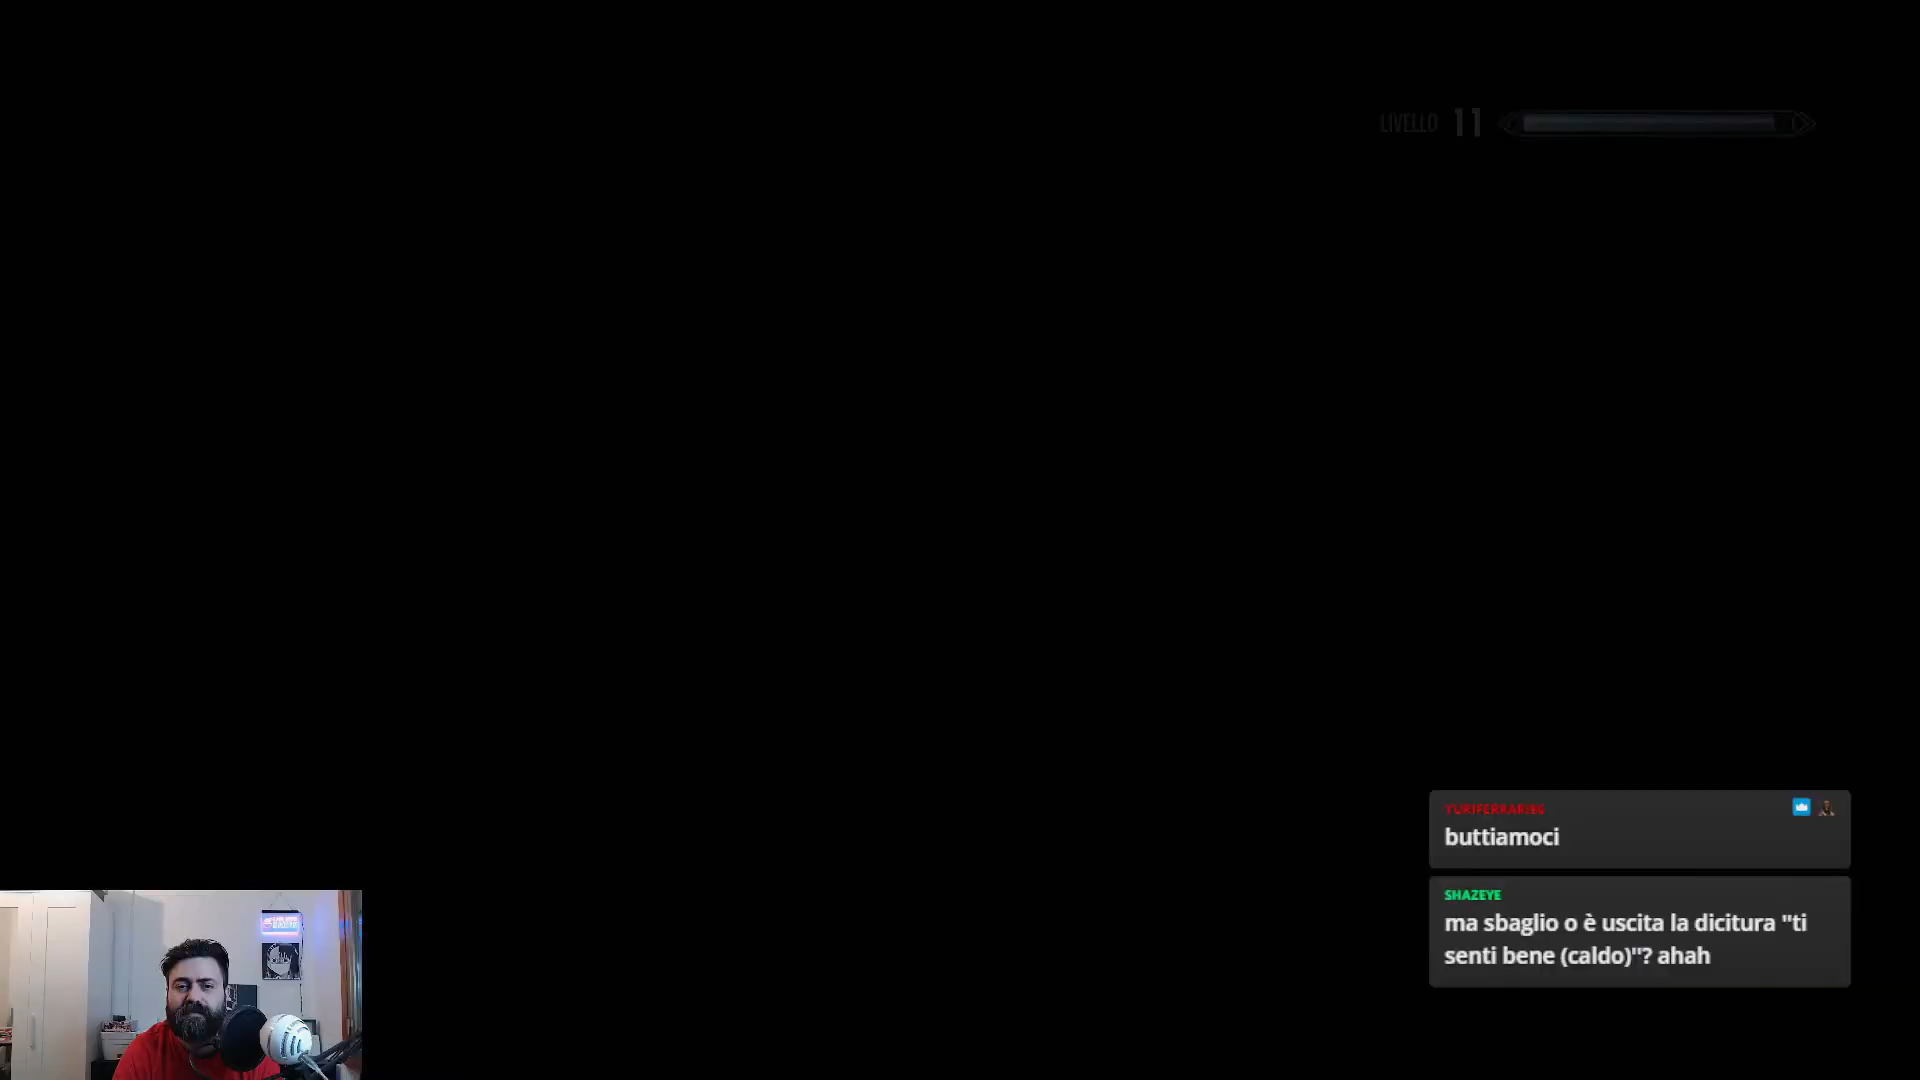 LIVELLO 11
YURIFERRARI86
buttiamoci
SHAZEYE
ma sbaglio o è uscita la dicitura "ti
senti bene (caldo)"? ahah